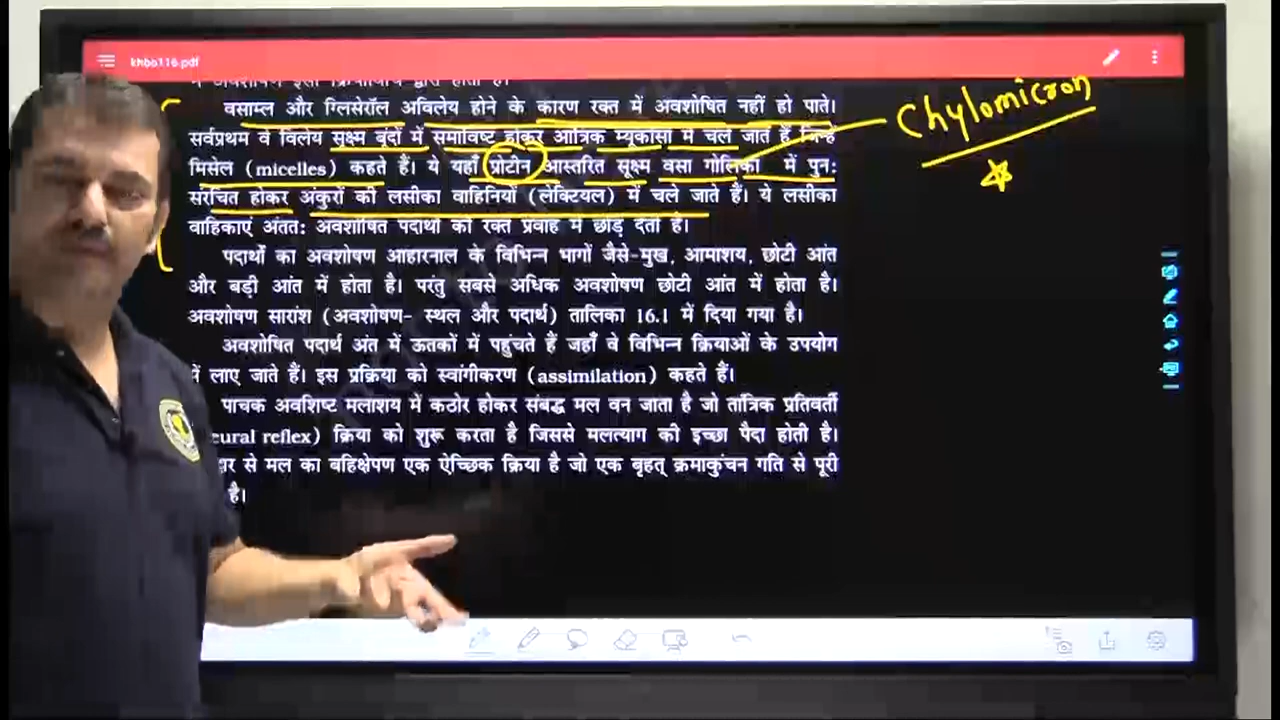 khbo116.pdf
में अवशोषण इसी क्रियाविधि द्वारा होता है।
वसाम्ल और ग्लिसेरॉल अविलेय होने के कारण रक्त में अवशोषित नहीं हो पाते।
Chylomicron
सर्वप्रथम वे विलेय सूक्ष्म बूंदों में समाविष्ट होकर आंत्रिक म्यूकोसा में चले जाते हैं जिन्हें
मिसेल (micelles) कहते हैं। ये यहाँ प्रोटीन आस्तरित सूक्ष्म वसा गोलिका में पुन:
संरचित होकर अंकुरों की लसीका वाहिनियों (लेक्टियल) में चले जाते हैं। ये लसीका
वाहिकाएं अंतत: अवशोषित पदार्थों को रक्त प्रवाह में छोड़ देती हैं।
पदार्थों का अवशोषण आहारनाल के विभिन्न भागों जैसे-मुख, आमाशय, छोटी आंत
और बड़ी आंत में होता है। परंतु सबसे अधिक अवशोषण छोटी आंत में होता है।
अवशोषण सारांश (अवशोषण- स्थल और पदार्थ) तालिका 16.1 में दिया गया है।
अवशोषित पदार्थ अंत में ऊतकों में पहुंचते हैं जहाँ वे विभिन्न क्रियाओं के उपयोग
में लाए जाते हैं। इस प्रक्रिया को स्वांगीकरण (assimilation) कहते हैं।
पाचक अवशिष्ट मलाशय में कठोर होकर संबद्ध मल बन जाता है जो तांत्रिक प्रतिवर्ती
eural reflex) क्रिया को शुरू करता है जिससे मलत्याग की इच्छा पैदा होती है।
से मल का बहिक्षेपण एक ऐच्छिक क्रिया है जो एक बृहत् क्रमाकुंचन गति से पूरी
है।